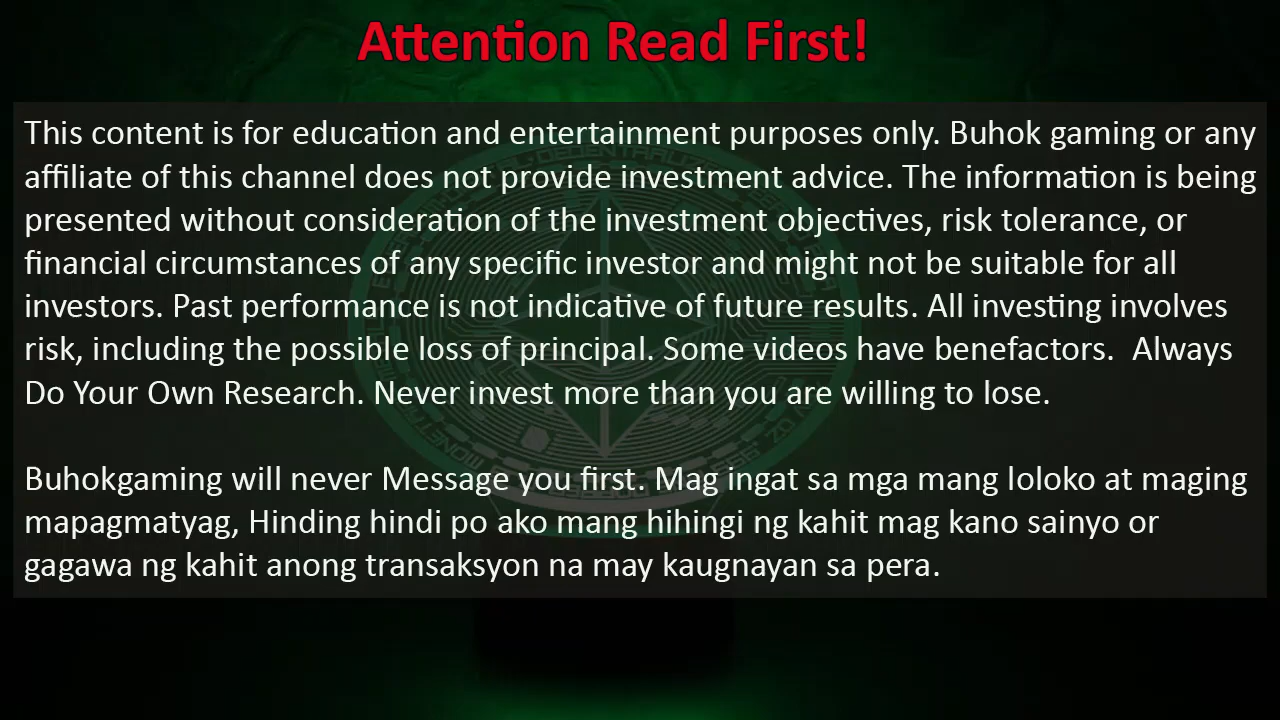 Attention Read First!
This content is for education and entertainment purposes only. Buhok gaming or any
affiliate of this channel does not provide investment advice. The information is being
presented without consideration of the investment objectives, risk tolerance, or
financial circumstances of any specific investor and might not be suitable for all
investors. Past performance is not indicative of future results. All investing involves
risk, including the possible loss of principal. Some videos have benefactors.  Always
Do Your Own Research. Never invest more than you are willing to lose.
Buhokgaming will never Message you first. Mag ingat sa mga mang loloko at maging
mapagmatyag, Hinding hindi po ako mang hihingi ng kahit mag kano sainyo or
gagawa ng kahit anong transaksyon na may kaugnayan sa pera.